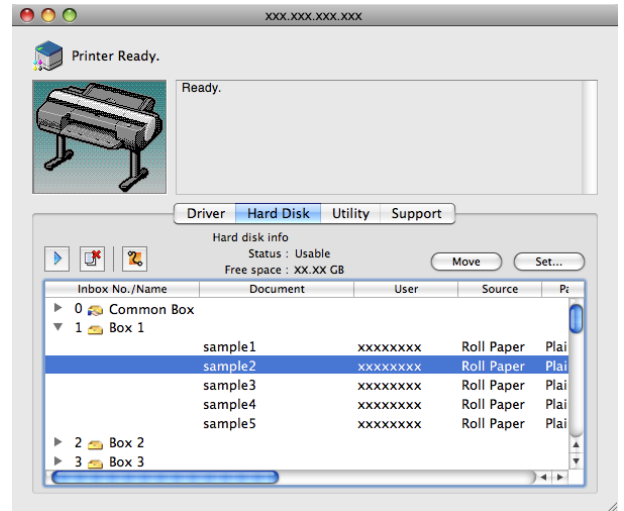 xxx.xxx.xxx.xxx
Printer Ready.
Ready.
Driver Hard Disk Utility Support
Hard disk info
Status : Usable
Free space : XX.XX GB
Move Set...
Inbox No./Name Document User Source Pa
0 Common Box
1 Box 1
sample1 xxxxxxxx Roll Paper Plai
sample2 xxxxxxxx Roll Paper Plai
sample3 xxxxxxxx Roll Paper Plai
sample4 xxxxxxxx Roll Paper Plai
sample5 xxxxxxxx Roll Paper Plai
2 Box 2
3 Box 3